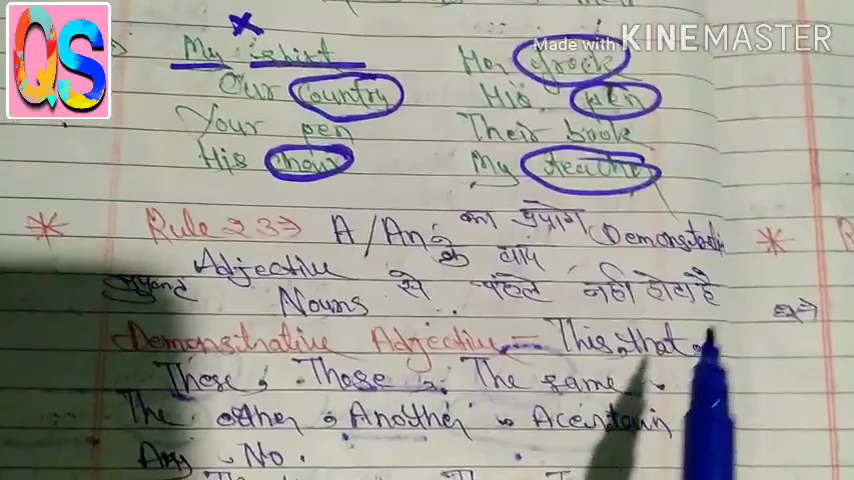 QS
Made with KINEMASTER
My shirt Her frock
Our Country His pen
Your pen Their book
His chair My teacher
Rule 23→ A/An का प्रयोग Demonstrative
Adjective के बाद
Nouns से पहले नहीं होता है
Demonstrative Adjective = This, that,
These, Those, The same,
The other, Another, A certain
Any, No.